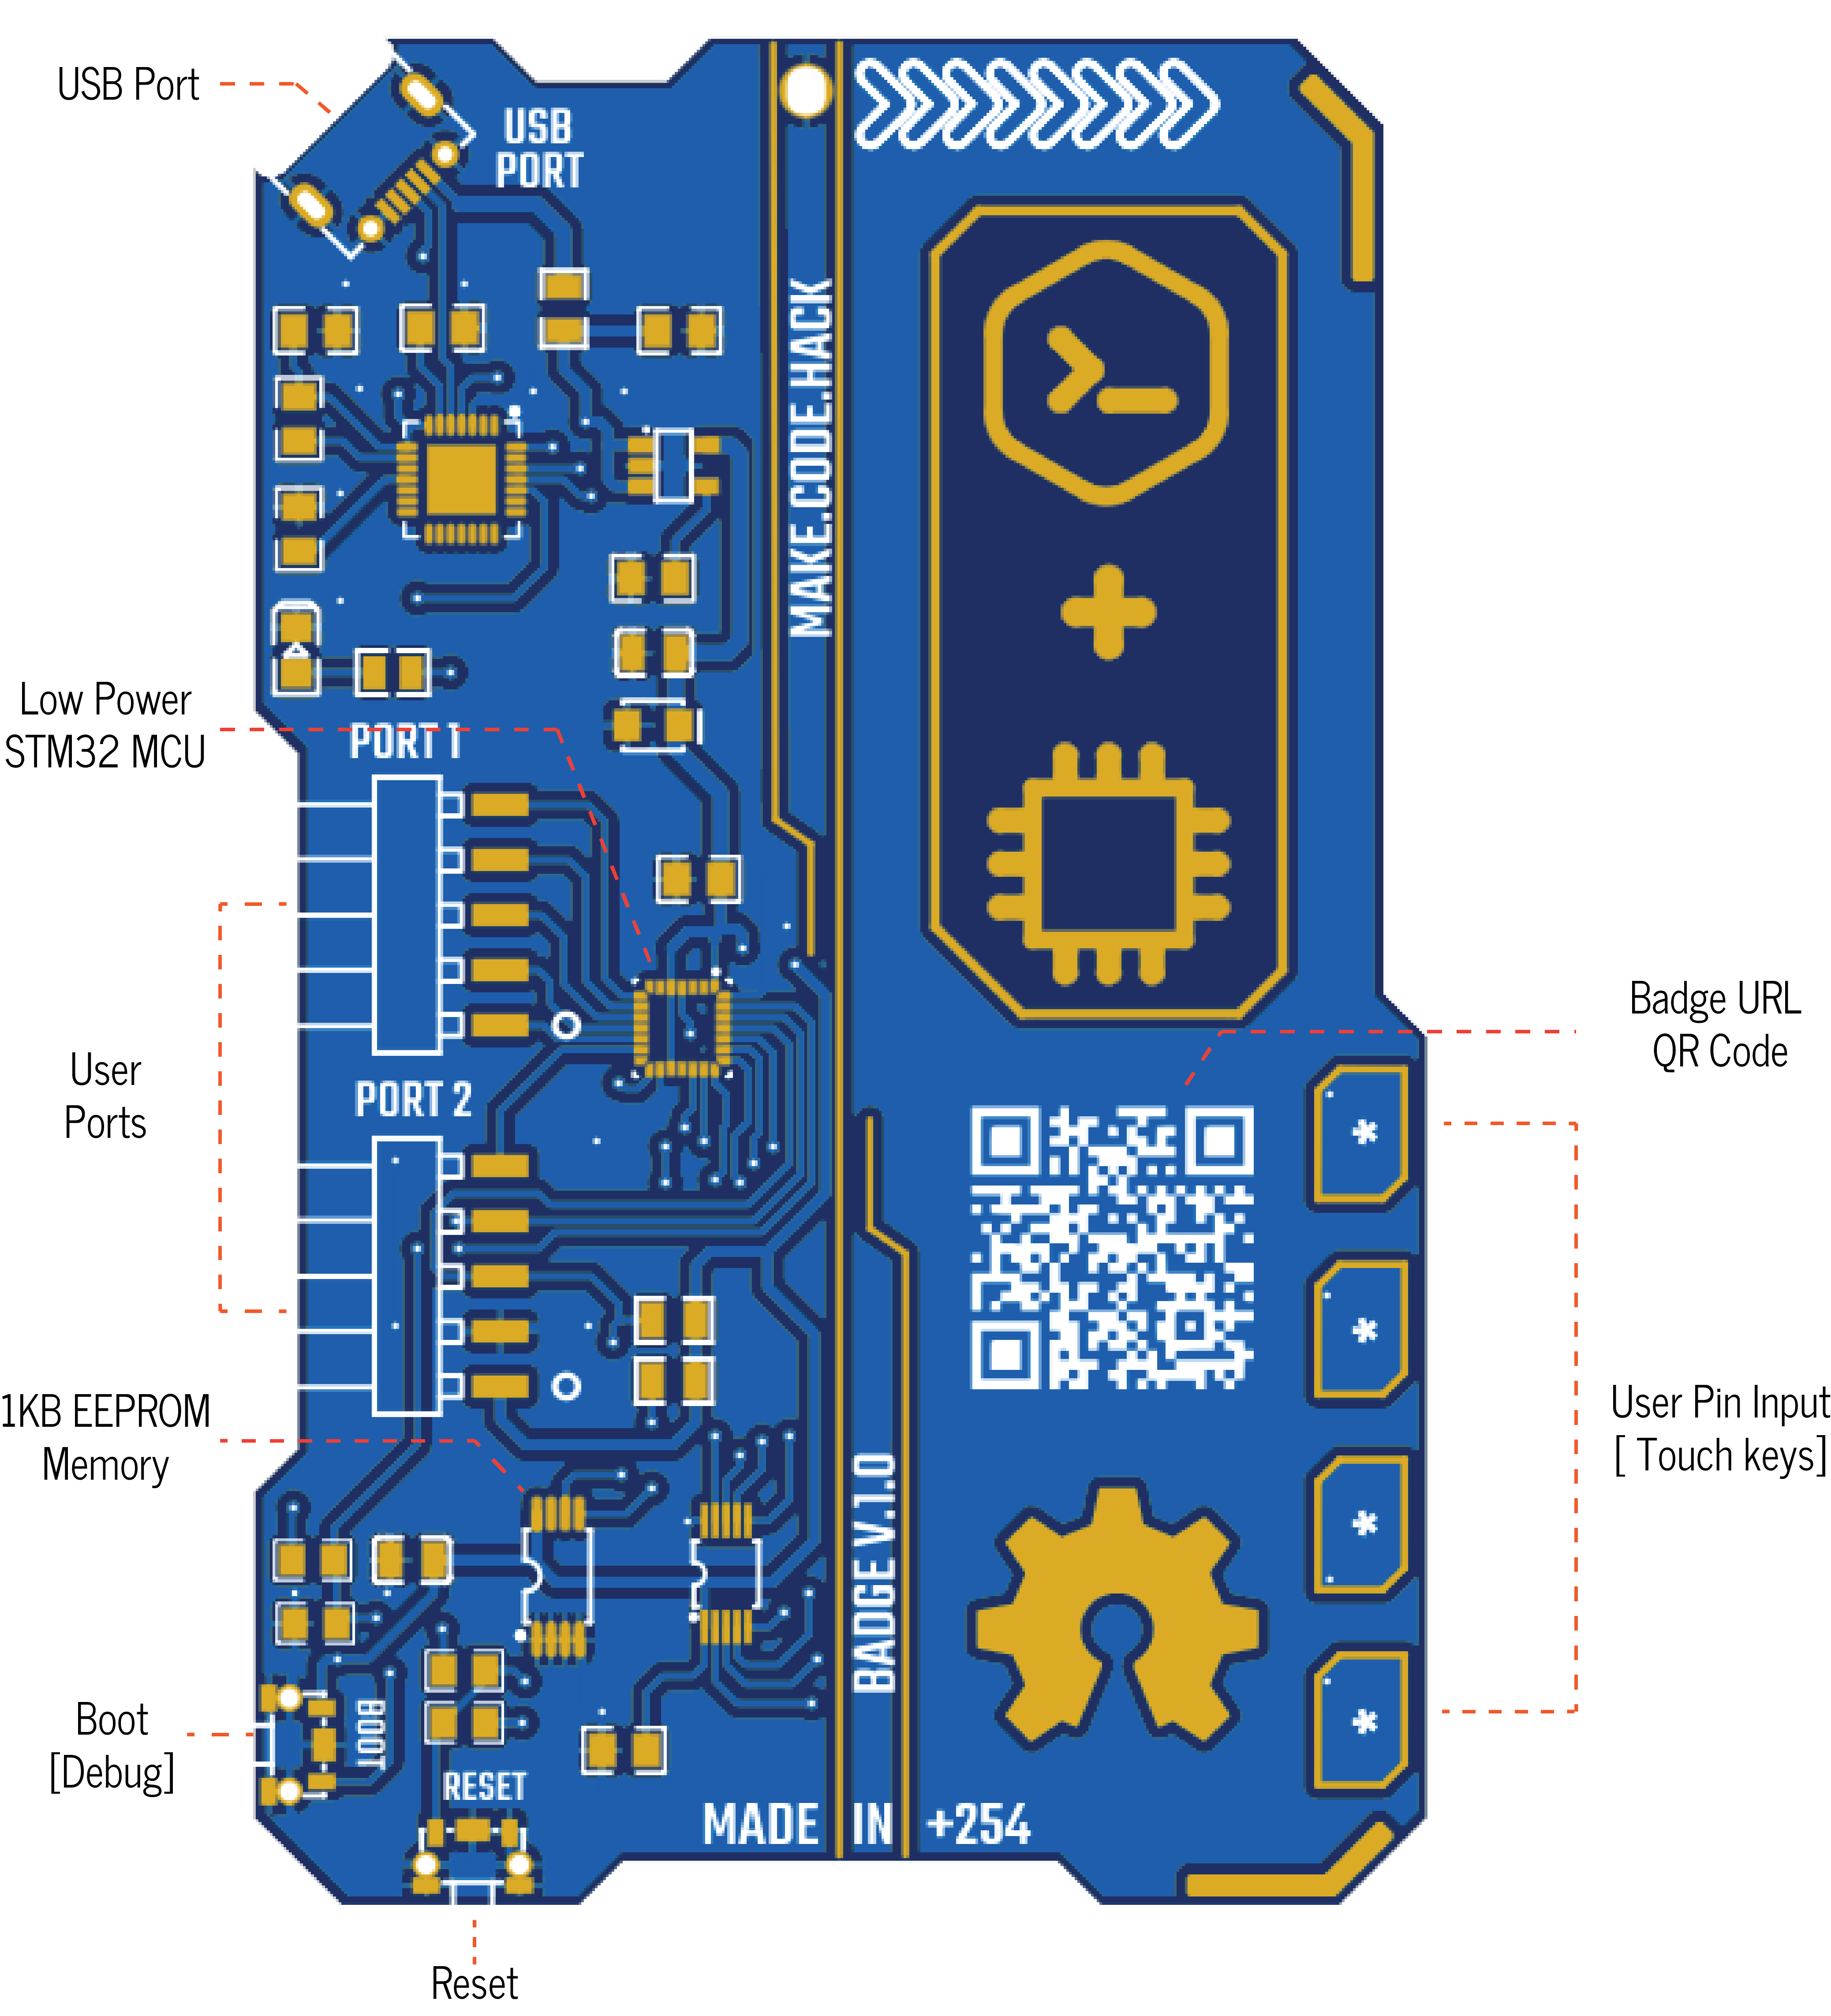 USB Port
USB
PORT
MAKE.CODE.HACK
Low Power
STM32 MCU
PORT 1
User
Ports
PORT 2
Badge URL
QR Code
*
*
*
*
User Pin Input
[ Touch keys]
1KB EEPROM
Memory
BADGE V.1.0
Boot
[Debug]
BOOT
RESET
MADE IN +254
Reset